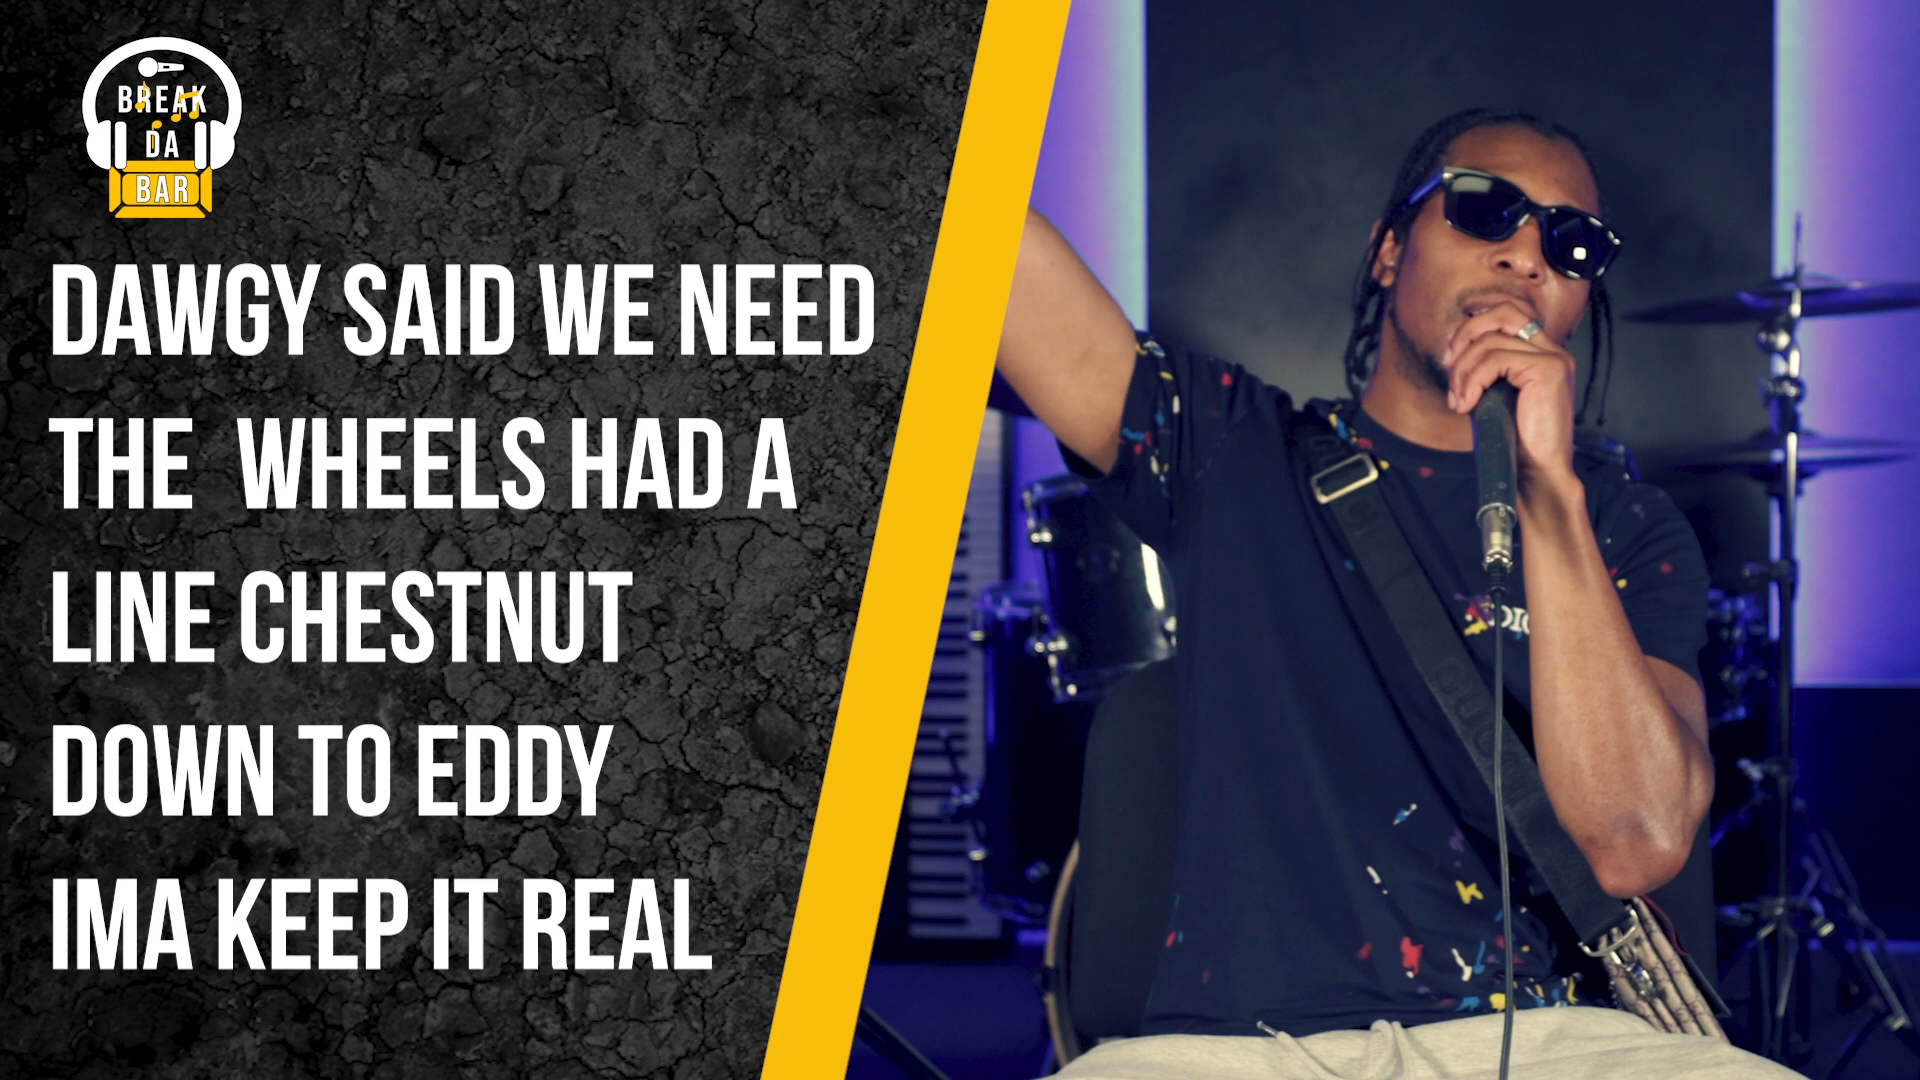 BREAK
DA
BAR
DAWGY SAID WE NEED
THE WHEELS HAD A
LINE CHESTNUT
DOWN TO EDDY
IMA KEEP IT REAL